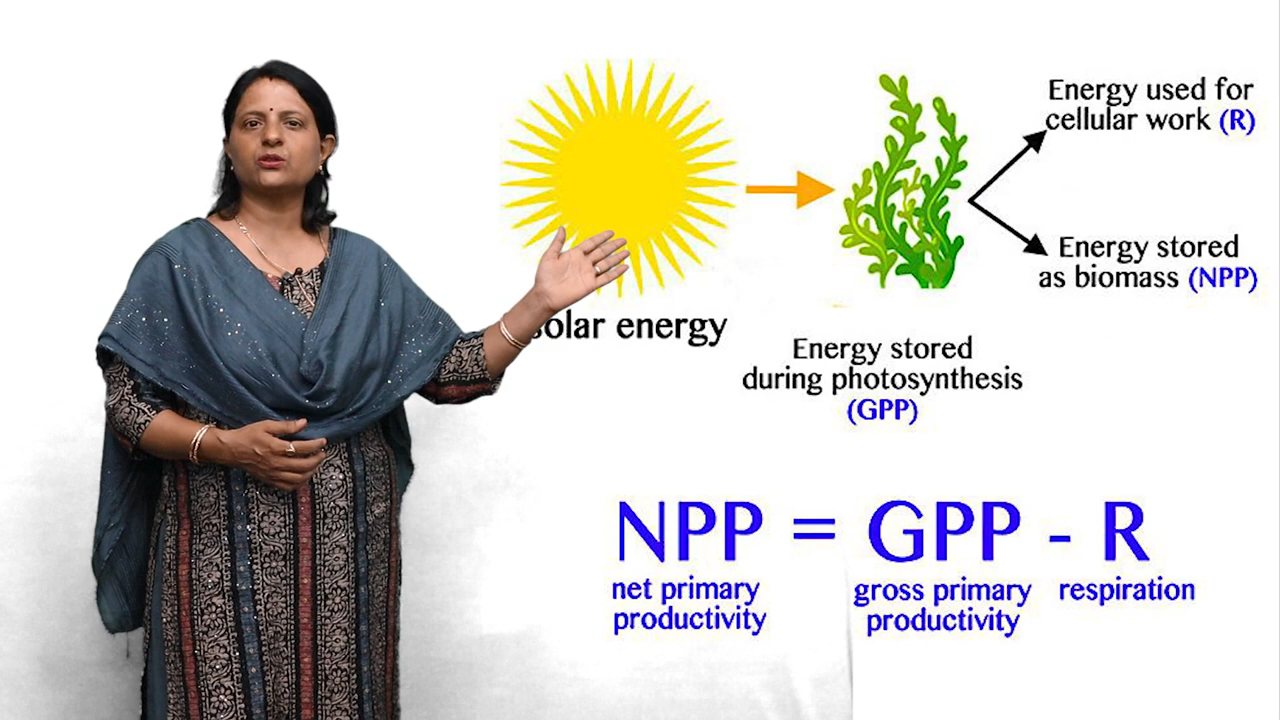 solar energy
Energy stored
during photosynthesis
(GPP)
Energy used for
cellular work (R)
Energy stored
as biomass (NPP)
NPP = GPP - R
net primary
productivity
gross primary
productivity
respiration